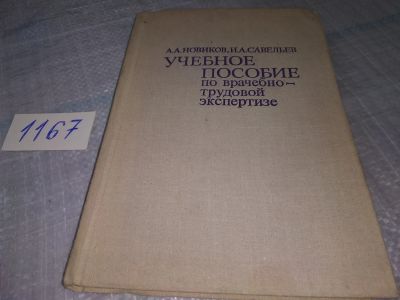 А.А.НОВИКОВ, И.А.САВЕЛЬЕВ
УЧЕБНОЕ
ПОСОБИЕ
по врачебно-
трудовой
экспертизе
1167